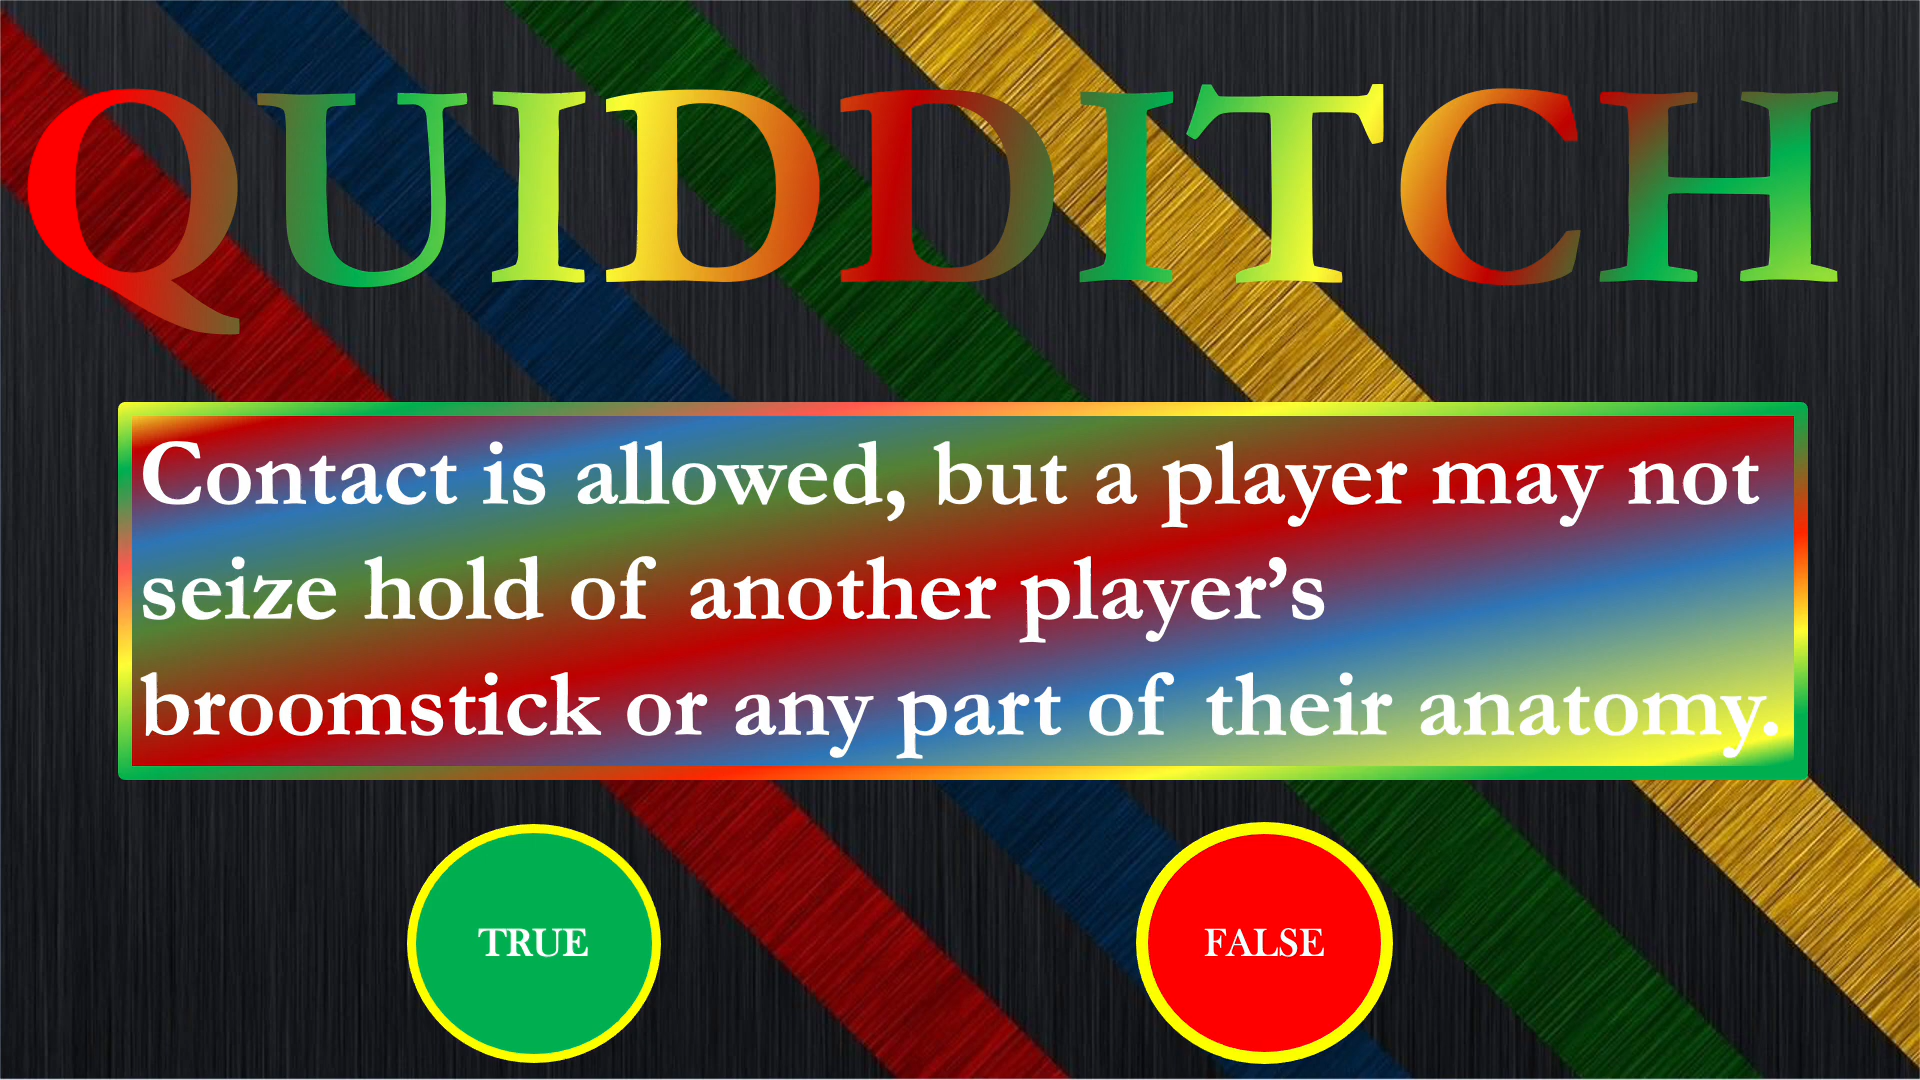 QUIDDITCH
Contact is allowed, but a player may not
seize hold of another player’s
broomstick or any part of their anatomy.
TRUE
FALSE